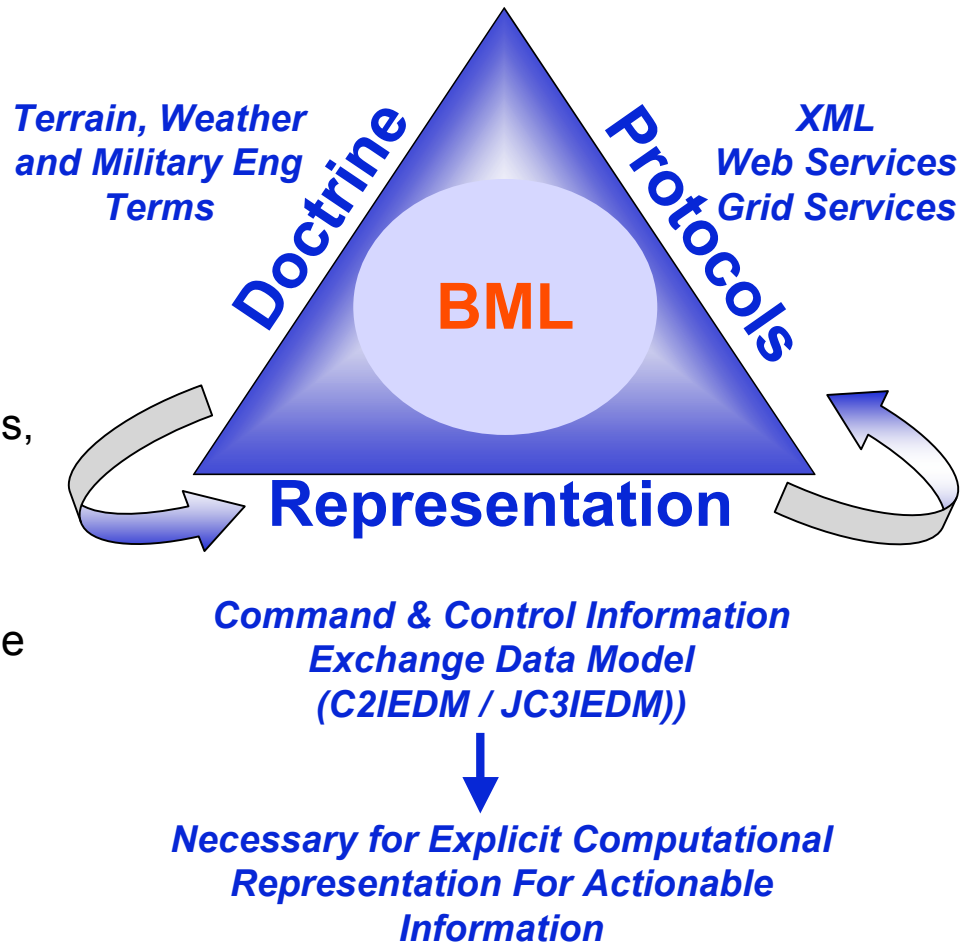 Terrain, Weather
and Military Eng
Terms
Doctrine
Protocols
XML
Web Services
Grid Services
BML
s,
Representation
e
Command & Control Information
Exchange Data Model
(C2IEDM / JC3IEDM))
Necessary for Explicit Computational
Representation For Actionable
Information